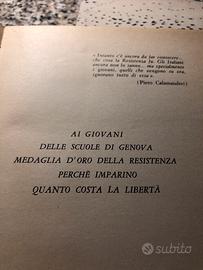 « Intanto c'è ancora da far conoscere...
che cosa la Resistenza fu. Gli Italiani
ancora non lo sanno... ma specialmente
i giovani, quelli che vengono su ora,
ignorano tutto di essa ».
(Piero Calamandrei)
AI GIOVANI
DELLE SCUOLE DI GENOVA
MEDAGLIA D'ORO DELLA RESISTENZA
PERCHÈ IMPARINO
QUANTO COSTA LA LIBERTÀ
subito